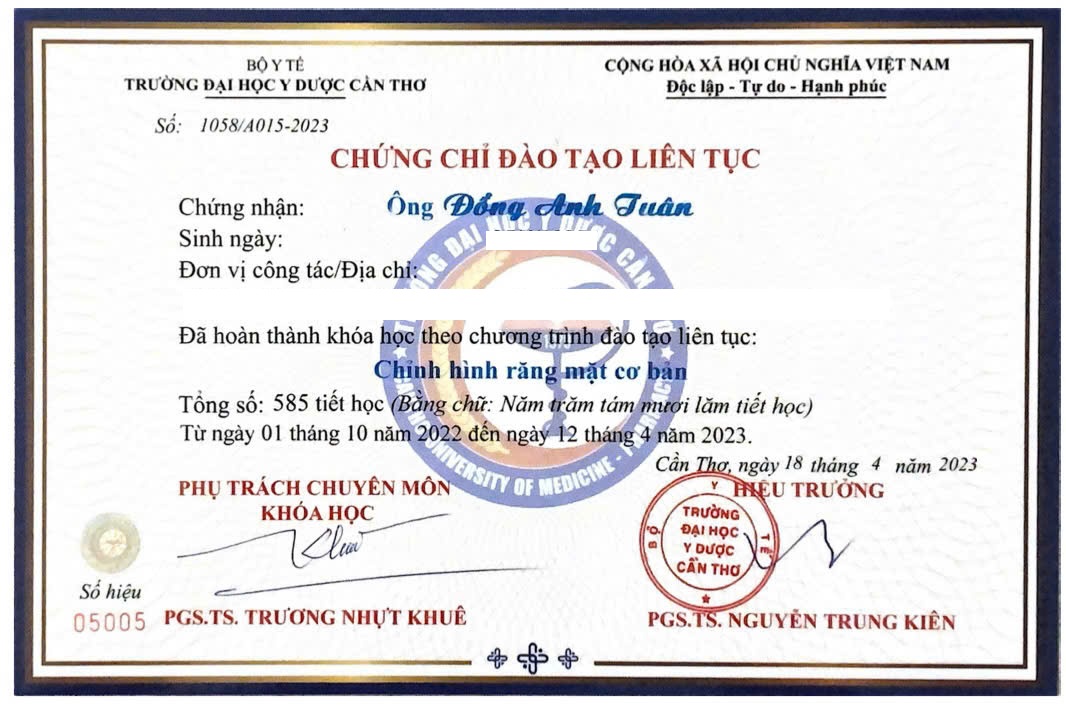 BỘ Y TẾ
TRƯỜNG ĐẠI HỌC Y DƯỢC CẦN THƠ
CỘNG HÒA XÃ HỘI CHỦ NGHĨA VIỆT NAM
Độc lập - Tự do - Hạnh phúc
Số: 1058/A015-2023
CHỨNG CHỈ ĐÀO TẠO LIÊN TỤC
Chứng nhận: Ông Đồng Anh Tuân
Sinh ngày:
Đơn vị công tác/Địa chỉ:
Đã hoàn thành khóa học theo chương trình đào tạo liên tục:
Chỉnh hình răng mặt cơ bản
Tổng số: 585 tiết học (Bằng chữ: Năm trăm tám mươi lăm tiết học)
Từ ngày 01 tháng 10 năm 2022 đến ngày 12 tháng 4 năm 2023.
Cần Thơ, ngày 18 tháng 4 năm 2023
PHỤ TRÁCH CHUYÊN MÔN
KHÓA HỌC
HIỆU TRƯỞNG
BỘ Y TẾ
TRƯỜNG
ĐẠI HỌC
Y DƯỢC
CẦN THƠ
Số hiệu
05005
PGS.TS. TRƯƠNG NHỰT KHUÊ
PGS.TS. NGUYỄN TRUNG KIÊN
UNIVERSITY OF MEDICINE -